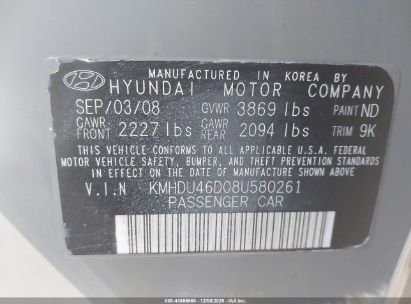 MANUFACTURED IN KOREA BY
HYUNDAI MOTOR COMPANY
SEP/03/08 GVWR 3869 lbs PAINT ND
GAWR FRONT 2227 lbs GAWR REAR 2094 lbs TRIM 9K
THIS VEHICLE CONFORMS TO ALL APPLICABLE U.S.A. FEDERAL
MOTOR VEHICLE SAFETY, BUMPER, AND THEFT PREVENTION STANDARDS
IN EFFECT ON THE DATE OF MANUFACTURE SHOWN ABOVE.
V.I.N KMHDU46D08U580261
PASSENGER CAR